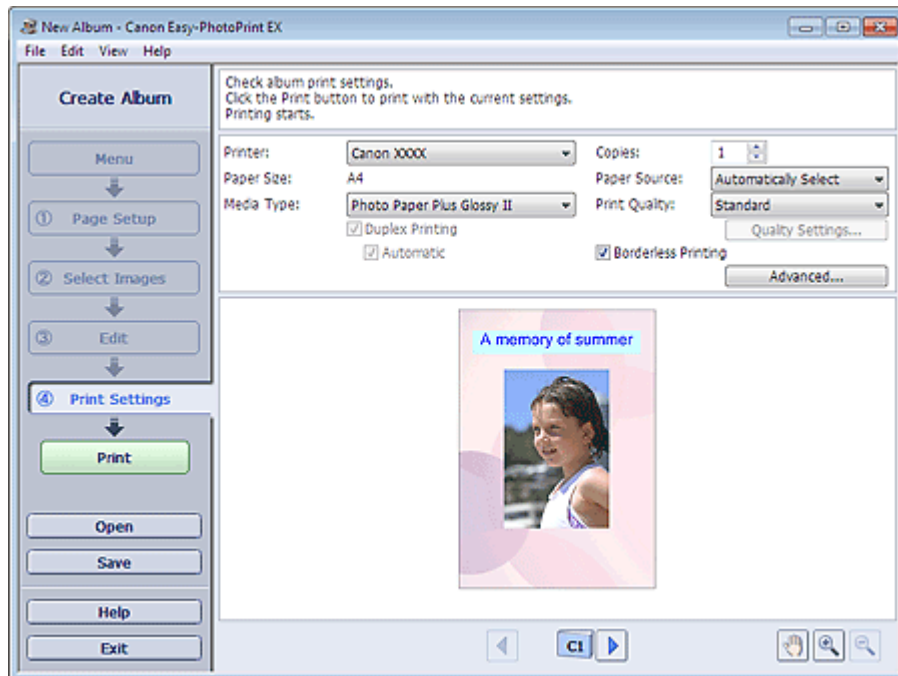 New Album - Canon Easy-PhotoPrint EX
File Edit View Help
Create Album
Menu
① Page Setup
② Select Images
③ Edit
④ Print Settings
Print
Open
Save
Help
Exit
Check album print settings.
Click the Print button to print with the current settings.
Printing starts.
Printer: Canon XXXX Copies: 1
Paper Size: A4 Paper Source: Automatically Select
Media Type: Photo Paper Plus Glossy II Print Quality: Standard
Duplex Printing Quality Settings...
Automatic Borderless Printing
Advanced...
A memory of summer
C1